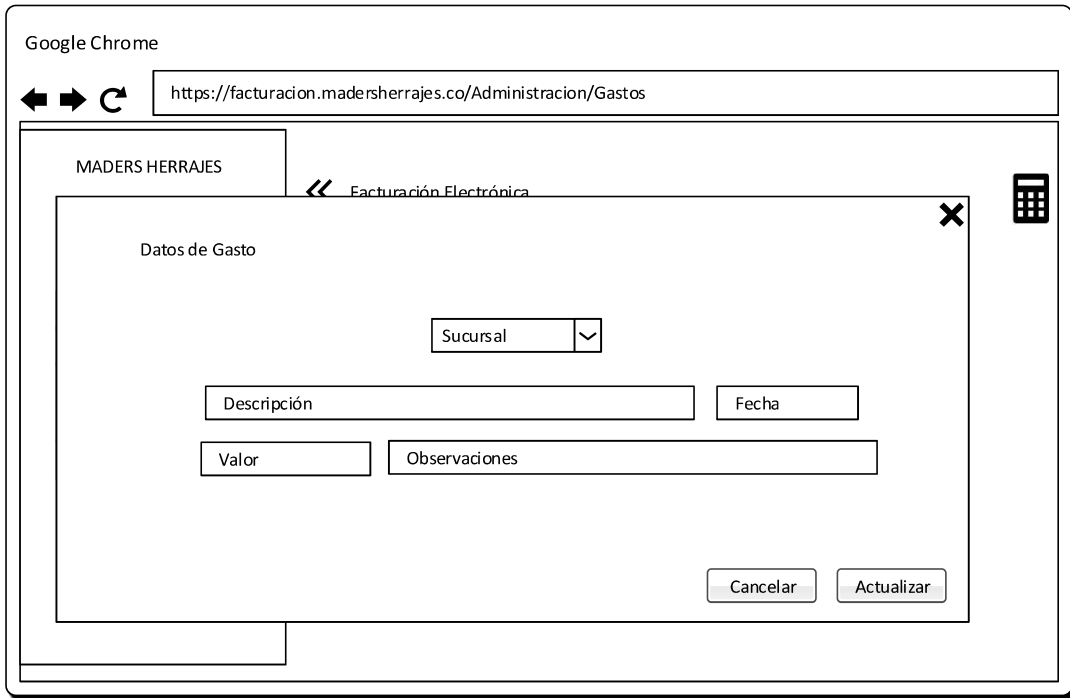 Google Chrome
https://facturacion.madersherrajes.co/Administracion/Gastos
MADERS HERRAJES
Facturación Electrónica
Datos de Gasto
Sucursal
Descripción
Fecha
Valor
Observaciones
Cancelar
Actualizar